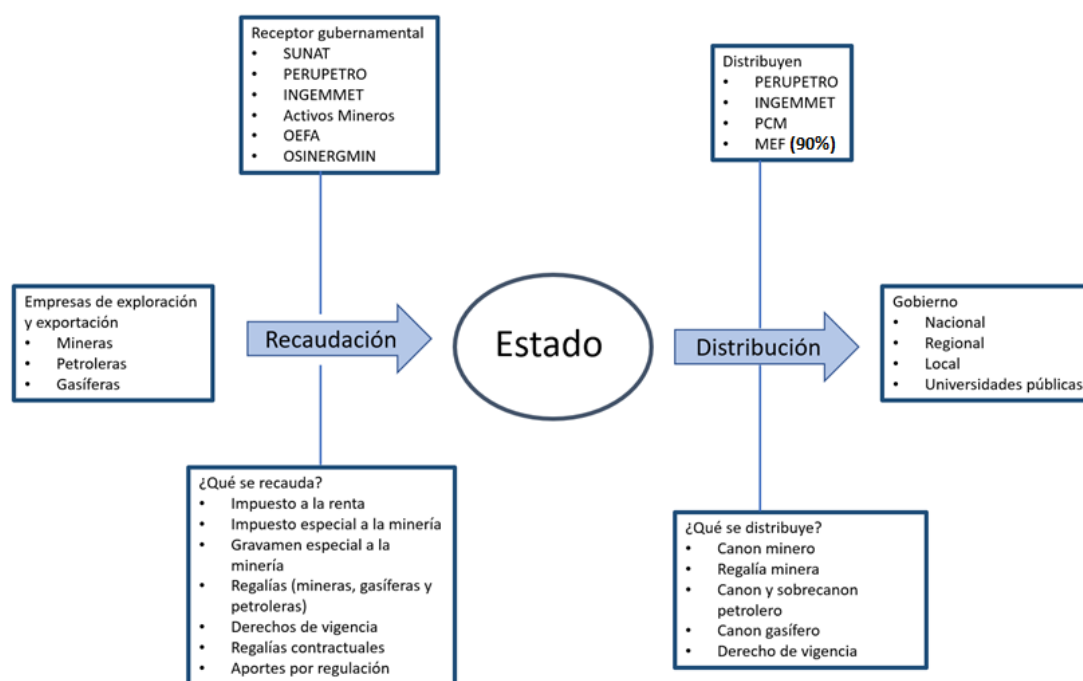 Receptor gubernamental
• SUNAT
• PERUPETRO
• INGEMMET
• Activos Mineros
• OEFA
• OSINERGMIN
Distribuyen
• PERUPETRO
• INGEMMET
• PCM
• MEF (90%)
Empresas de exploración
y exportación
• Mineras
• Petroleras
• Gasíferas
Recaudación
Estado
Distribución
Gobierno
• Nacional
• Regional
• Local
• Universidades públicas
¿Qué se recauda?
• Impuesto a la renta
• Impuesto especial a la minería
• Gravamen especial a la
minería
• Regalías (mineras, gasíferas y
petroleras)
• Derechos de vigencia
• Regalías contractuales
• Aportes por regulación
¿Qué se distribuye?
• Canon minero
• Regalía minera
• Canon y sobrecanon
petrolero
• Canon gasífero
• Derecho de vigencia